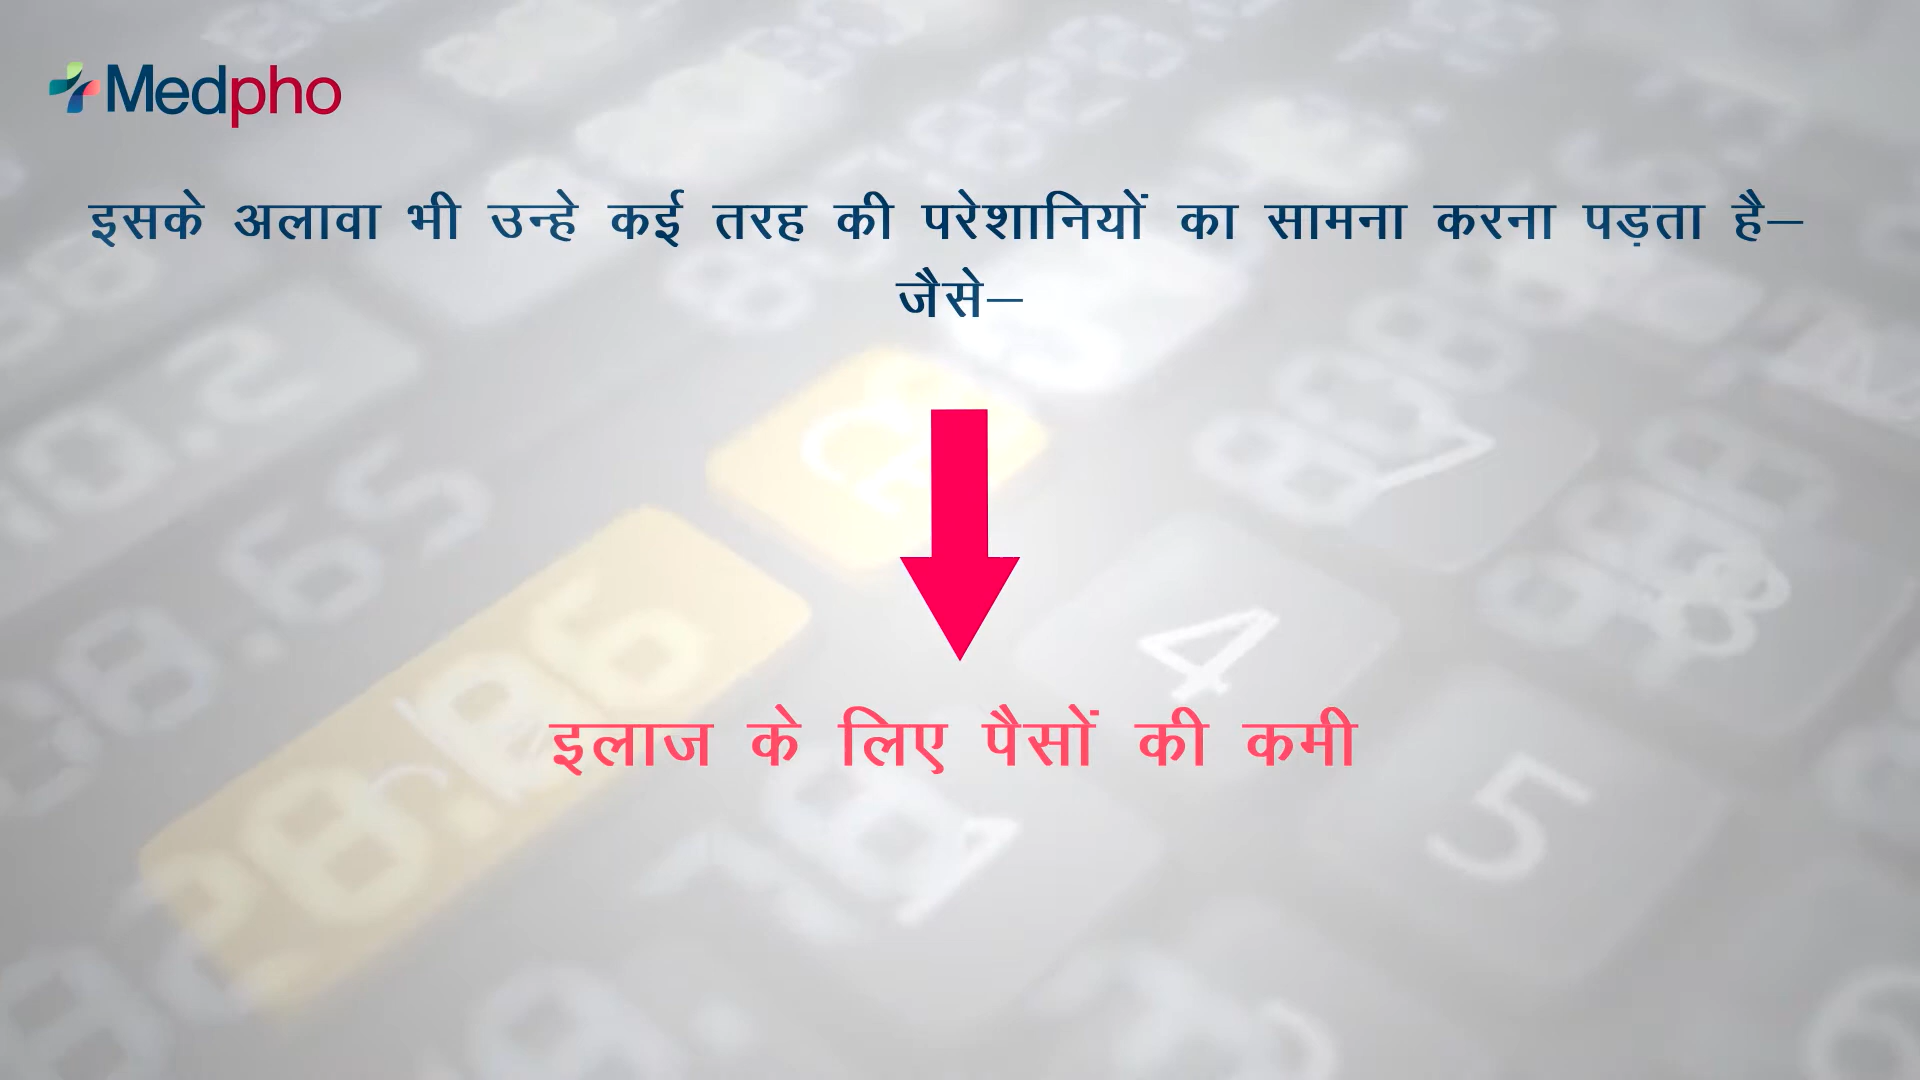 Medpho
इसके अलावा भी उन्हे कई तरह की परेशानियों का सामना करना पड़ता है–
जैसे–
इलाज के लिए पैसों की कमी